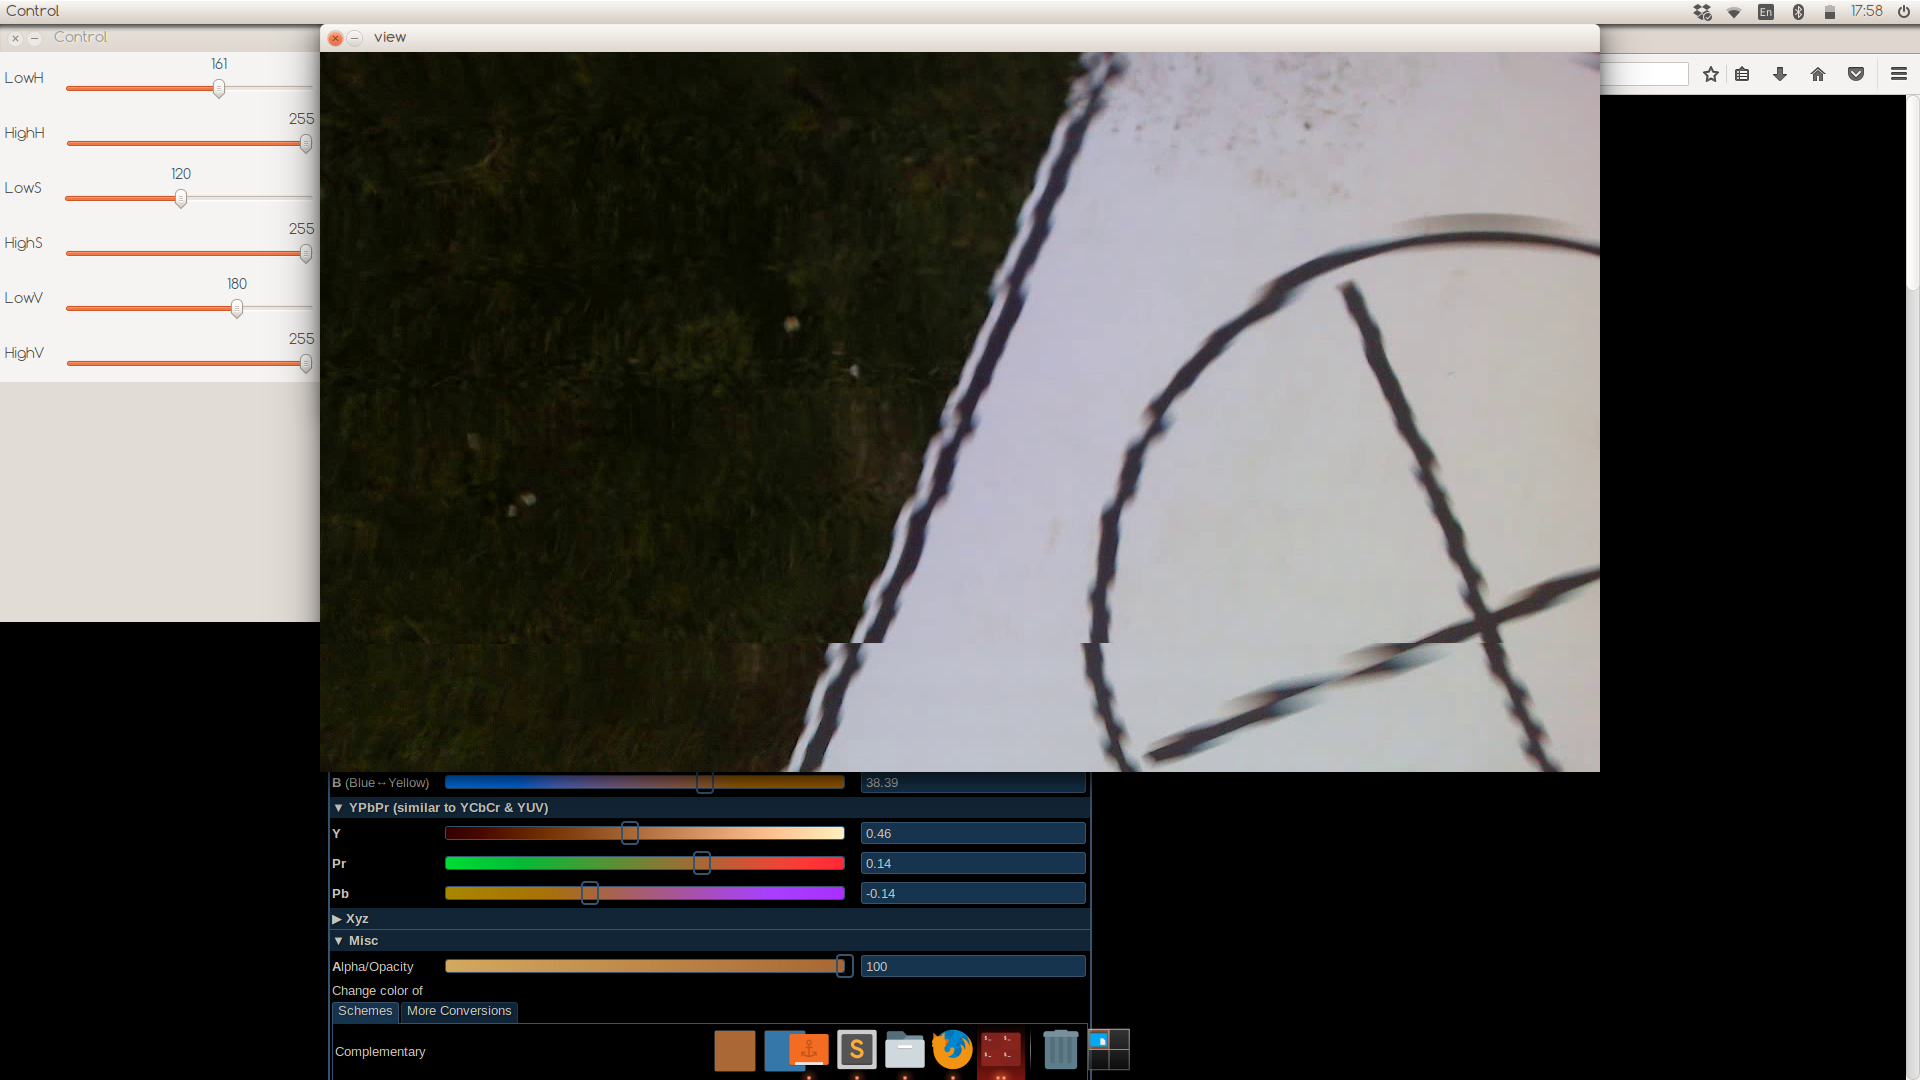 Control
En
17:58
Control
view
LowH
161
HighH
255
LowS
120
HighS
255
LowV
180
HighV
255
B (Blue↔Yellow)
38.39
▼ YPbPr (similar to YCbCr & YUV)
Y
0.46
Pr
0.14
Pb
-0.14
▶ Xyz
▼ Misc
Alpha/Opacity
100
Change color of
Schemes
More Conversions
Complementary
S